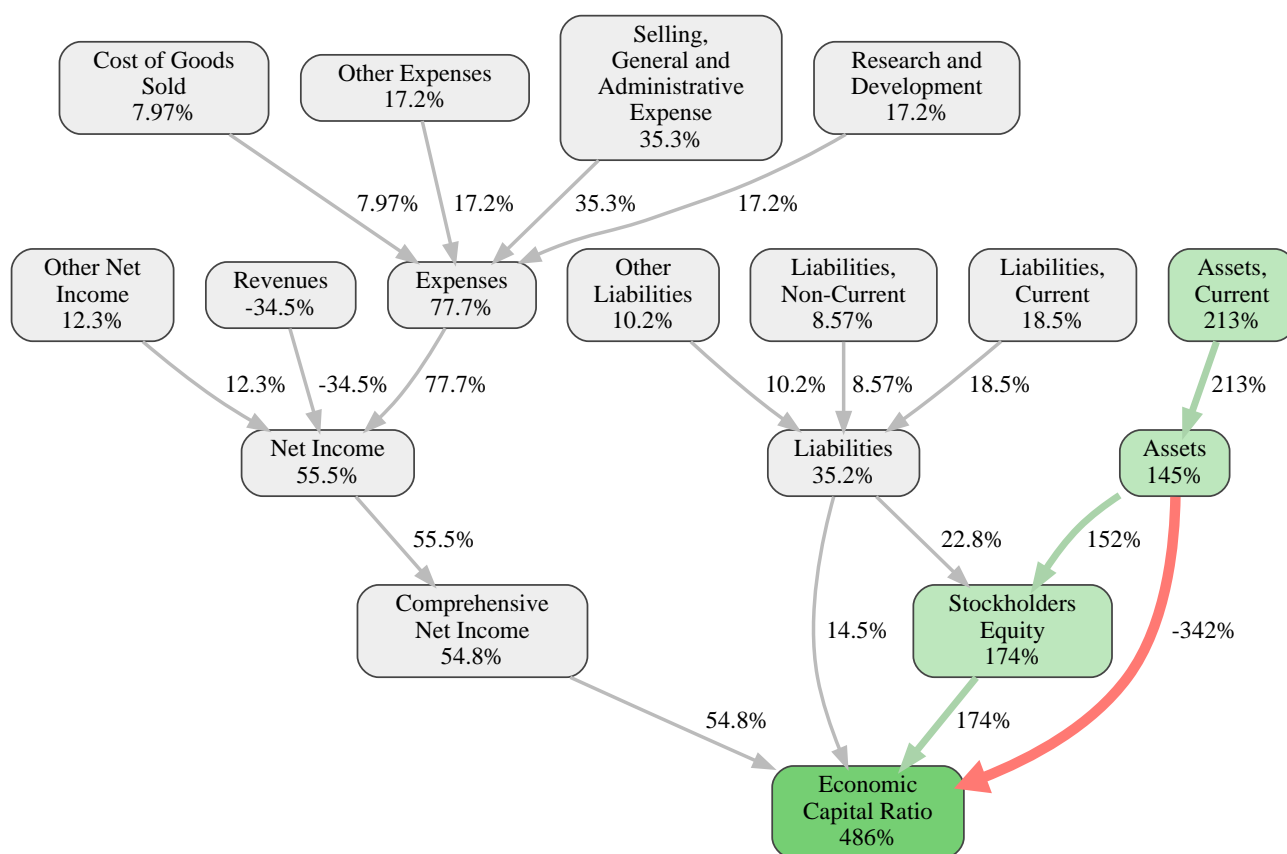 Cost of Goods
Sold
7.97%
Other Expenses
17.2%
Selling,
General and
Administrative
Expense
35.3%
Research and
Development
17.2%
7.97%
17.2%
35.3%
17.2%
Other Net
Income
12.3%
Revenues
-34.5%
Expenses
77.7%
Other
Liabilities
10.2%
Liabilities,
Non-Current
8.57%
Liabilities,
Current
18.5%
Assets,
Current
213%
12.3%
-34.5%
77.7%
10.2%
8.57%
18.5%
213%
Net Income
55.5%
Liabilities
35.2%
Assets
145%
55.5%
22.8%
152%
Comprehensive
Net Income
54.8%
14.5%
Stockholders
Equity
174%
-342%
54.8%
174%
Economic
Capital Ratio
486%